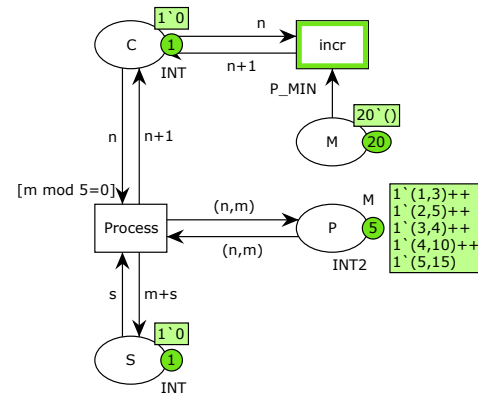 1`0
C
1
INT
n
n+1
incr
P_MIN
20`()
M
20
n
n+1
[m mod 5=0]
Process
(n,m)
(n,m)
P
M
5
INT2
1`(1,3)++
1`(2,5)++
1`(3,4)++
1`(4,10)++
1`(5,15)
s
m+s
1`0
S
1
INT